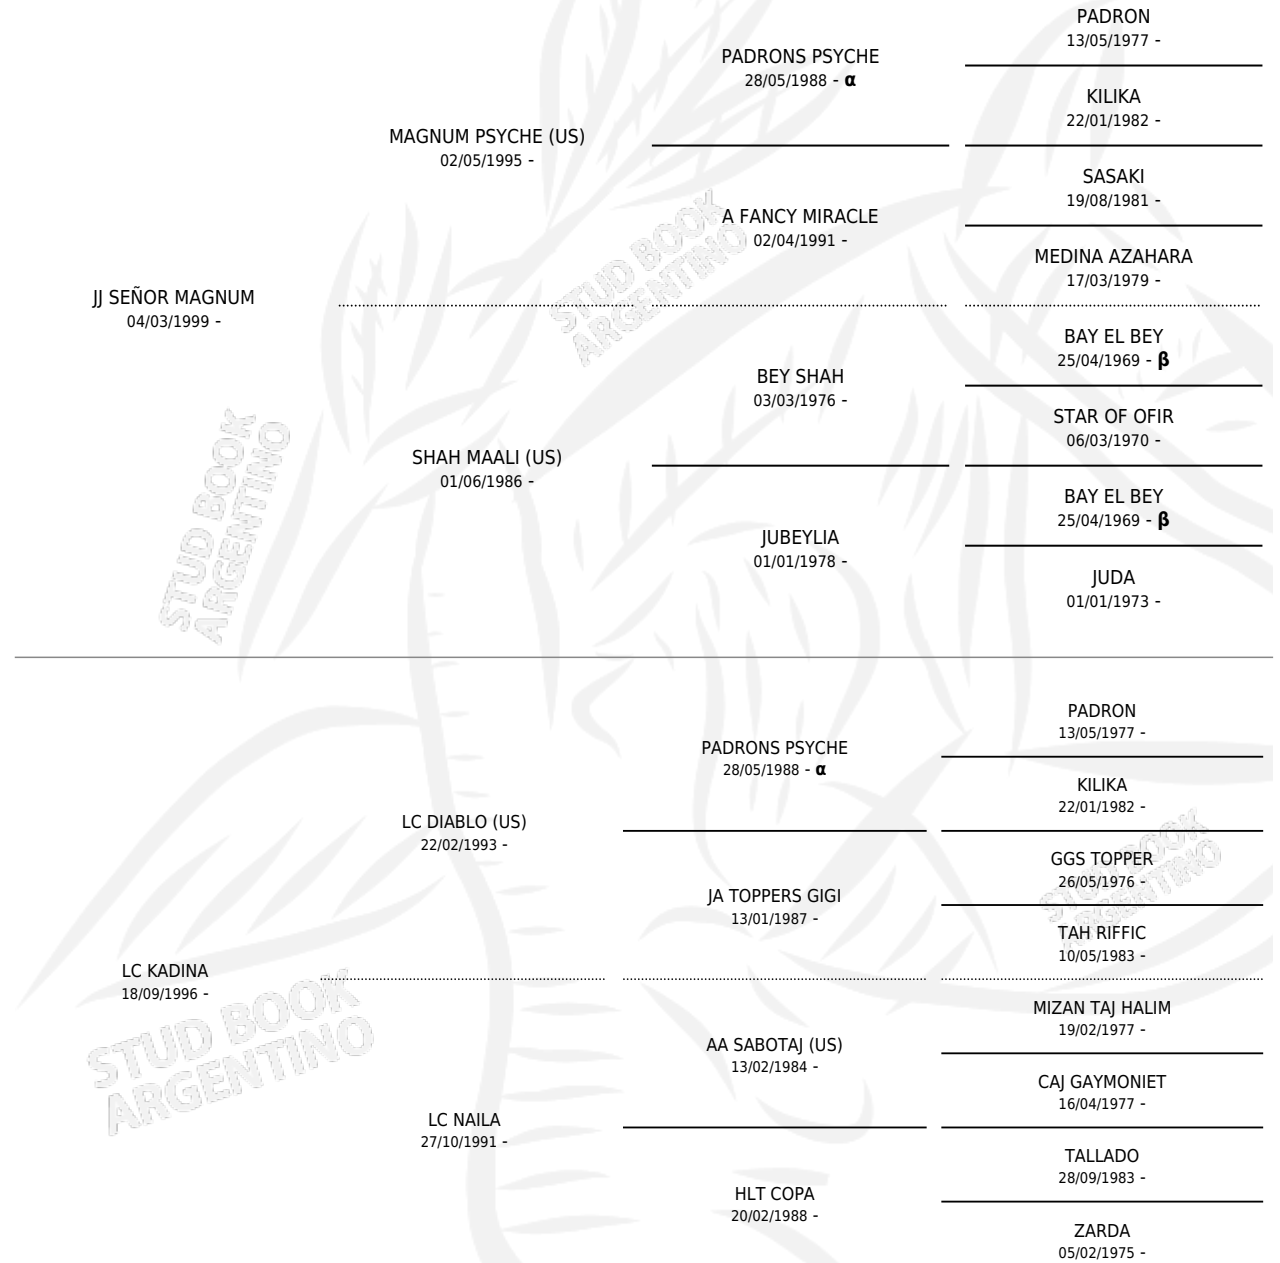 PADRON
13/05/1977 -
PADRONS PSYCHE
28/05/1988 - α
KILIKA
22/01/1982 -
MAGNUM PSYCHE (US)
02/05/1995 -
SASAKI
19/08/1981 -
A FANCY MIRACLE
02/04/1991 -
MEDINA AZAHARA
17/03/1979 -
JJ SEÑOR MAGNUM
04/03/1999 -
BAY EL BEY
25/04/1969 - β
BEY SHAH
03/03/1976 -
STAR OF OFIR
06/03/1970 -
SHAH MAALI (US)
01/06/1986 -
BAY EL BEY
25/04/1969 - β
JUBEYLIA
01/01/1978 -
JUDA
01/01/1973 -
PADRON
13/05/1977 -
PADRONS PSYCHE
28/05/1988 - α
KILIKA
22/01/1982 -
LC DIABLO (US)
22/02/1993 -
GGS TOPPER
26/05/1976 -
JA TOPPERS GIGI
13/01/1987 -
TAH RIFFIC
10/05/1983 -
LC KADINA
18/09/1996 -
MIZAN TAJ HALIM
19/02/1977 -
AA SABOTAJ (US)
13/02/1984 -
CAJ GAYMONIET
16/04/1977 -
LC NAILA
27/10/1991 -
TALLADO
28/09/1983 -
HLT COPA
20/02/1988 -
ZARDA
05/02/1975 -
STUD BOOK
ARGENTINO
STUD BOOK
ARGENTINO
STUD BOOK
ARGENTINO
STUD BOOK
ARGENTINO